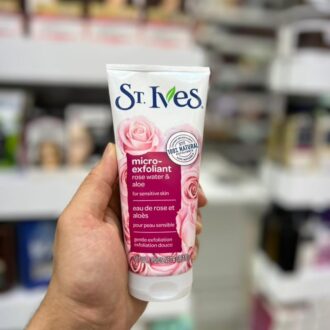 ST. IVES
100% NATURAL
micro-
exfoliant
rose water &
aloe
for sensitive skin
eau de rose et
aloès
pour peau sensible
gentle exfoliation
exfoliation douce